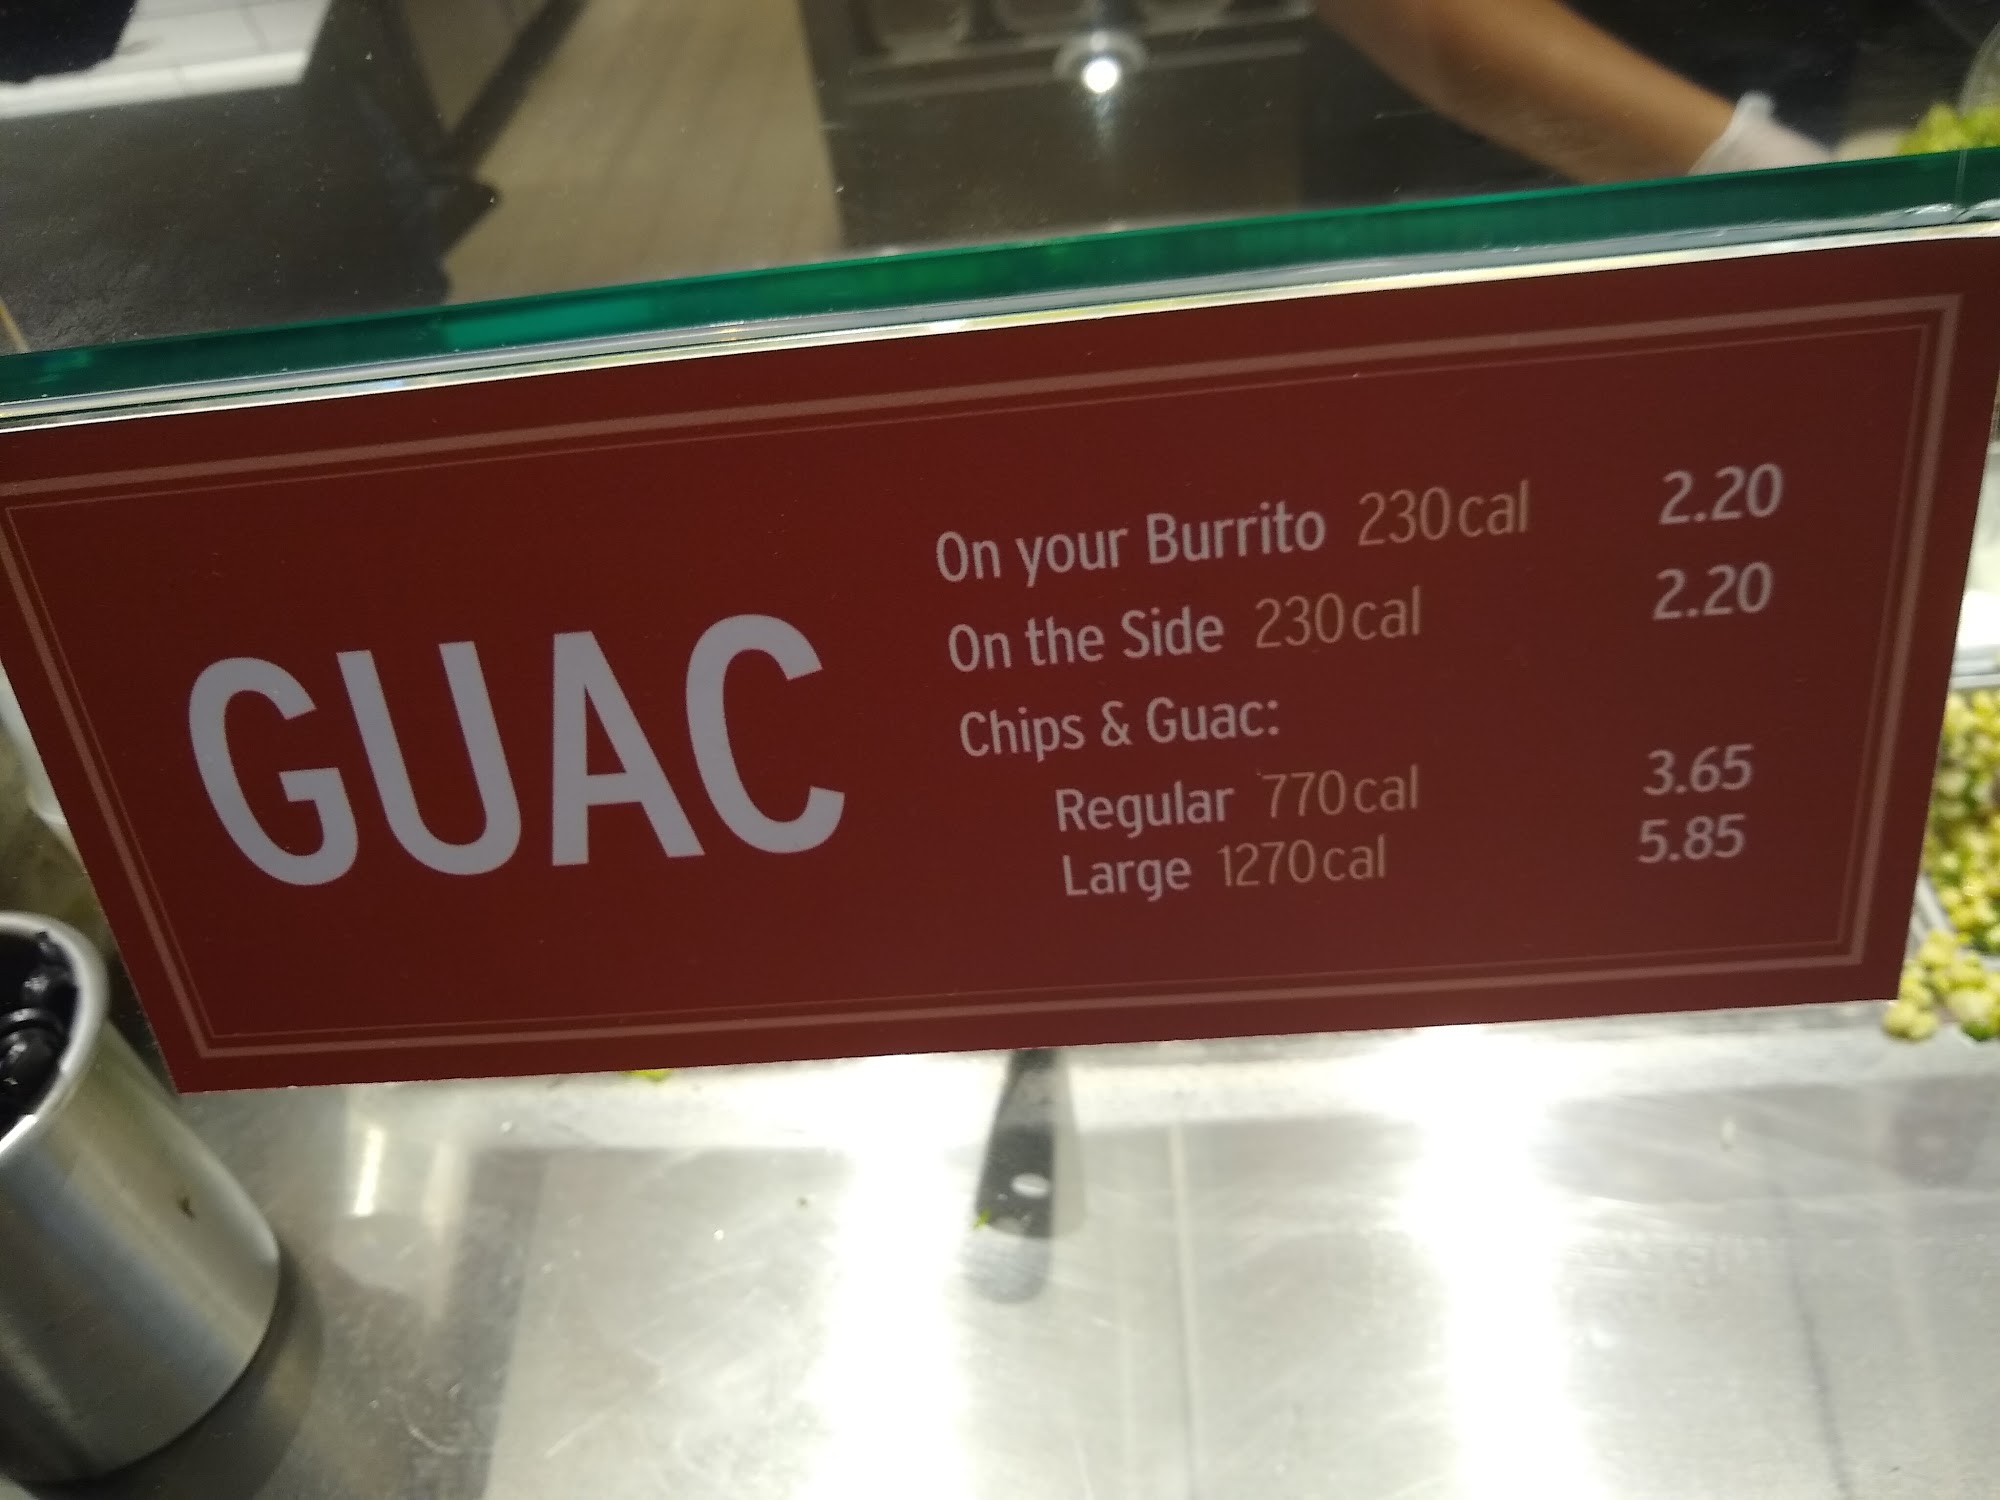 GUAC
On your Burrito 230cal 2.20
On the Side 230cal 2.20
Chips & Guac:
Regular 770cal 3.65
Large 1270cal 5.85